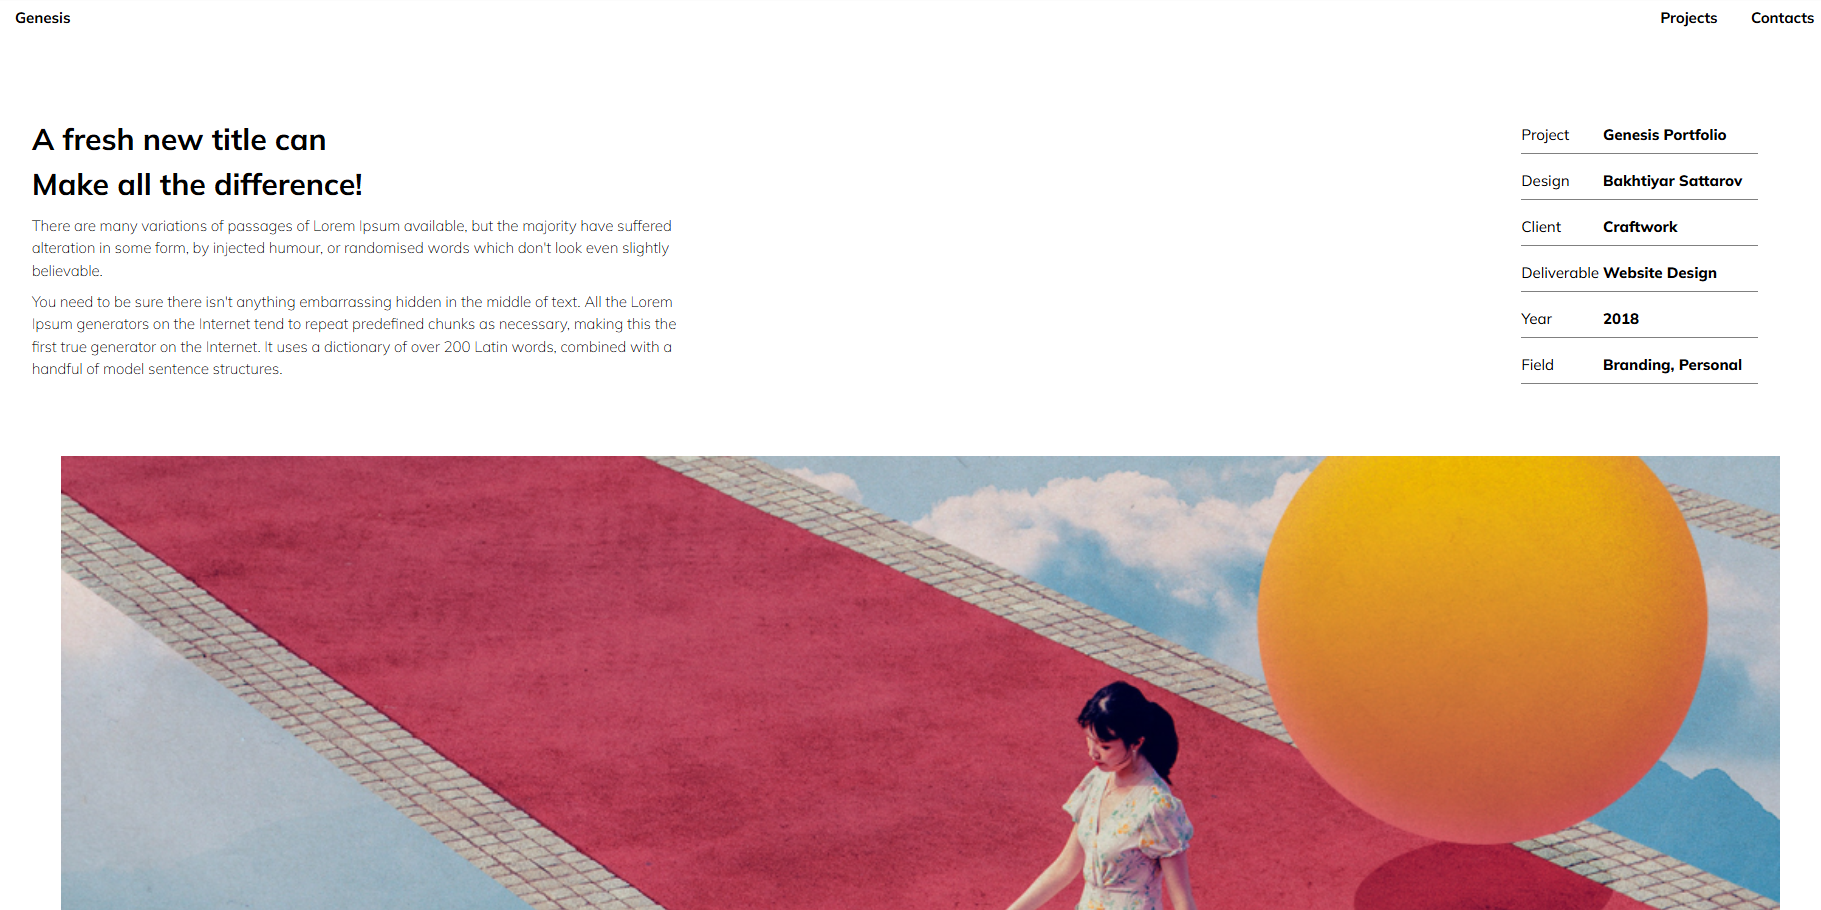 Genesis
Projects
Contacts
A fresh new title can
Make all the difference!
There are many variations of passages of Lorem Ipsum available, but the majority have suffered
alteration in some form, by injected humour, or randomised words which don't look even slightly
believable.
You need to be sure there isn't anything embarrassing hidden in the middle of text. All the Lorem
Ipsum generators on the Internet tend to repeat predefined chunks as necessary, making this the
first true generator on the Internet. It uses a dictionary of over 200 Latin words, combined with a
handful of model sentence structures.
Project Genesis Portfolio
Design Bakhtiyar Sattarov
Client Craftwork
Deliverable Website Design
Year 2018
Field Branding, Personal